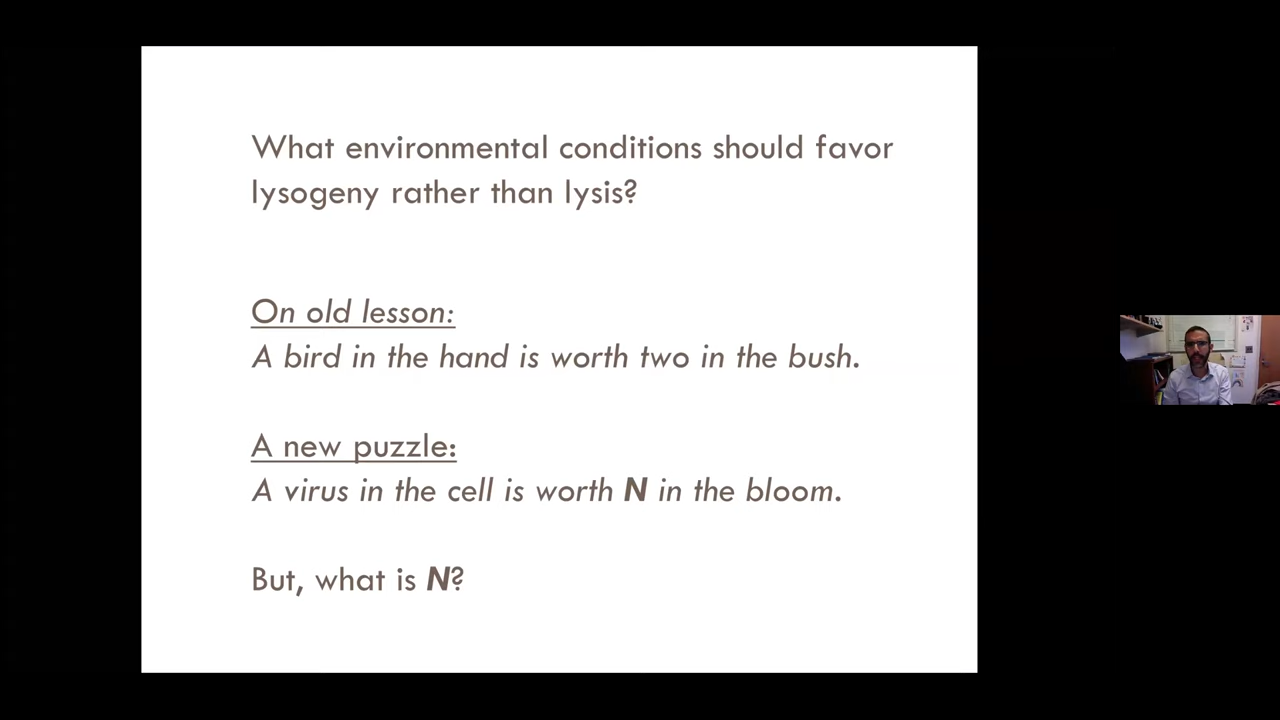 What environmental conditions should favor
lysogeny rather than lysis?
On old lesson:
A bird in the hand is worth two in the bush.
A new puzzle:
A virus in the cell is worth N in the bloom.
But, what is N?